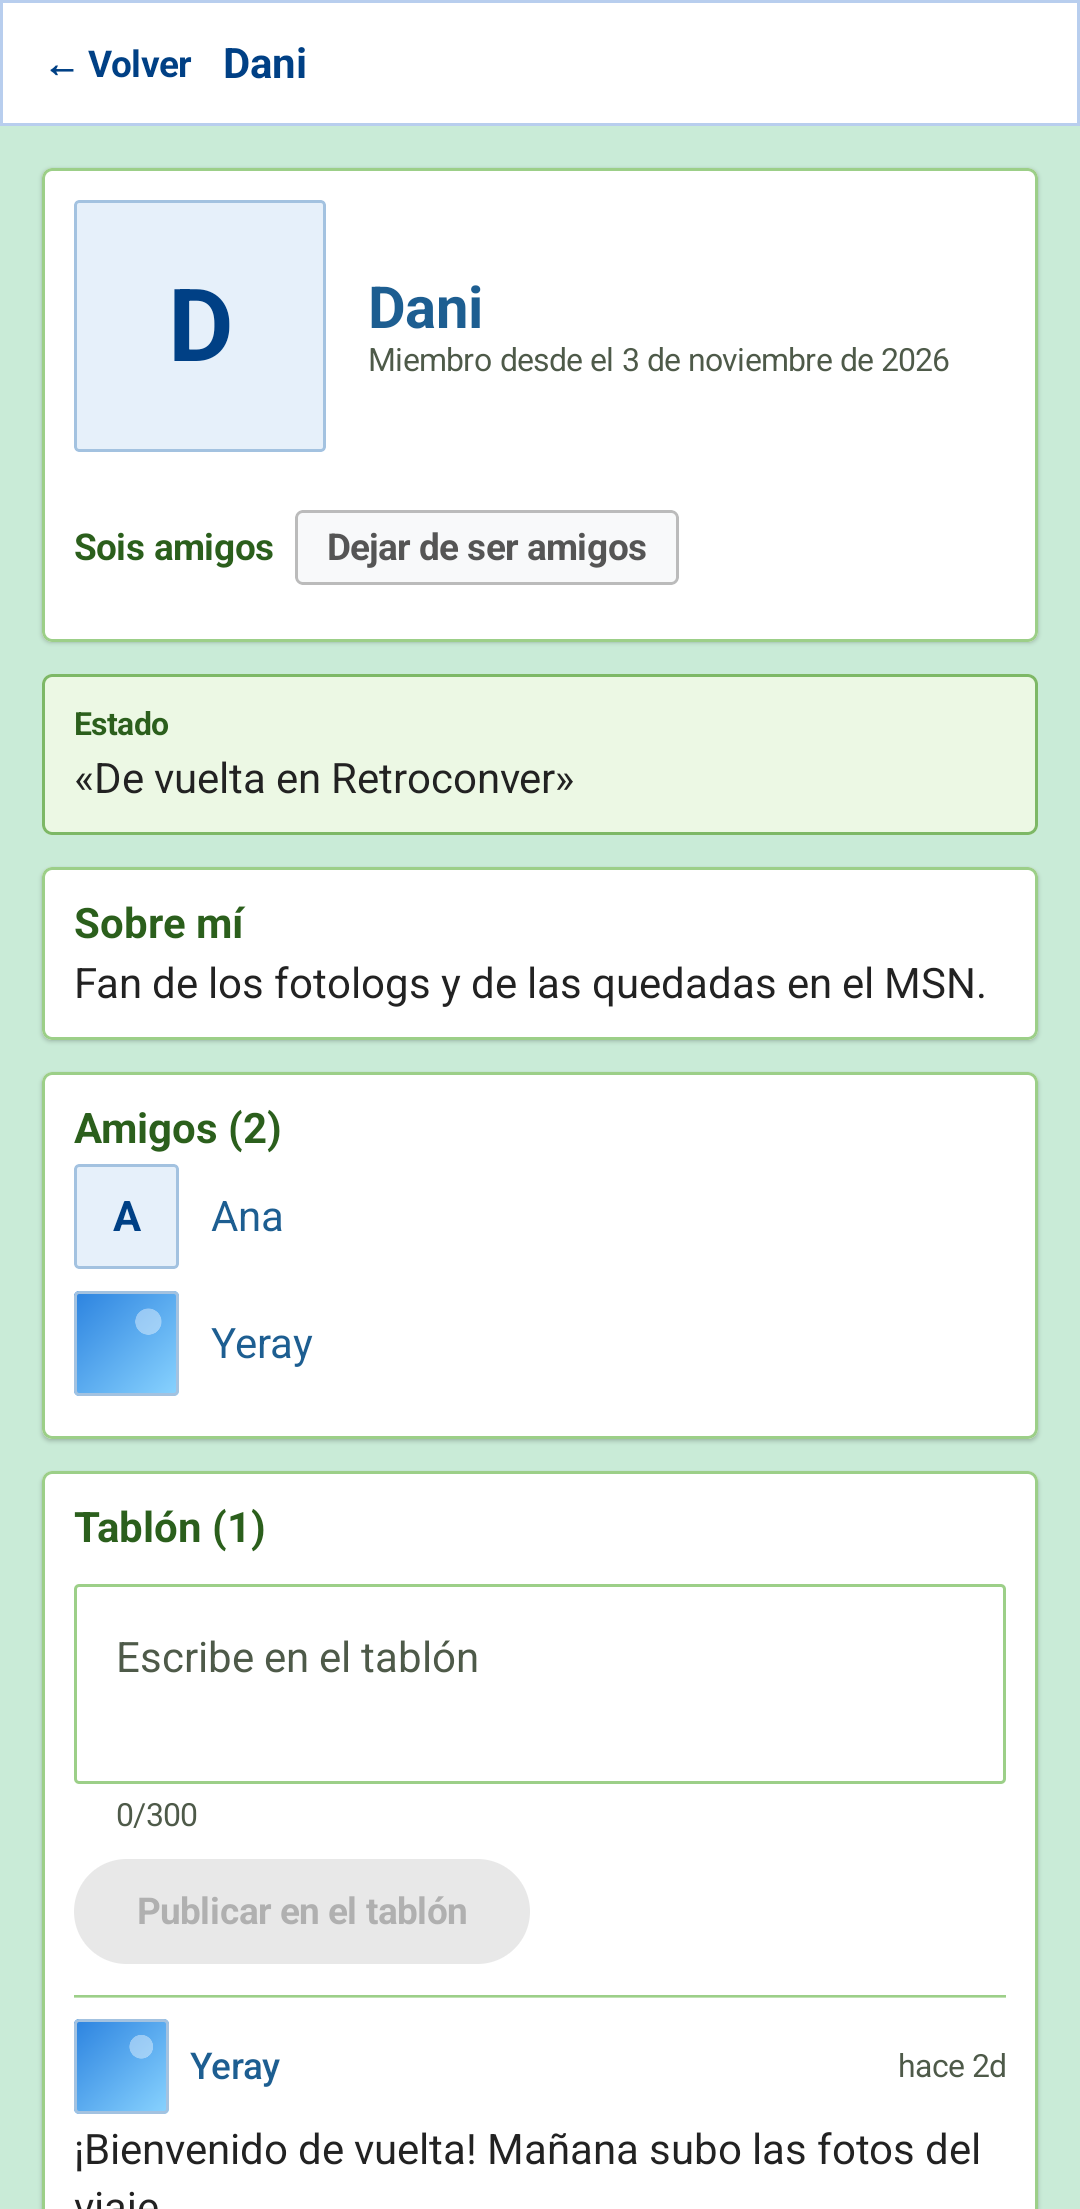 ← Volver Dani
D
Dani
Miembro desde el 3 de noviembre de 2026
Sois amigos Dejar de ser amigos
Estado
«De vuelta en Retroconver»
Sobre mí
Fan de los fotologs y de las quedadas en el MSN.
Amigos (2)
A Ana
Yeray
Tablón (1)
Escribe en el tablón
0/300
Publicar en el tablón
Yeray hace 2d
¡Bienvenido de vuelta! Mañana subo las fotos del
viaje